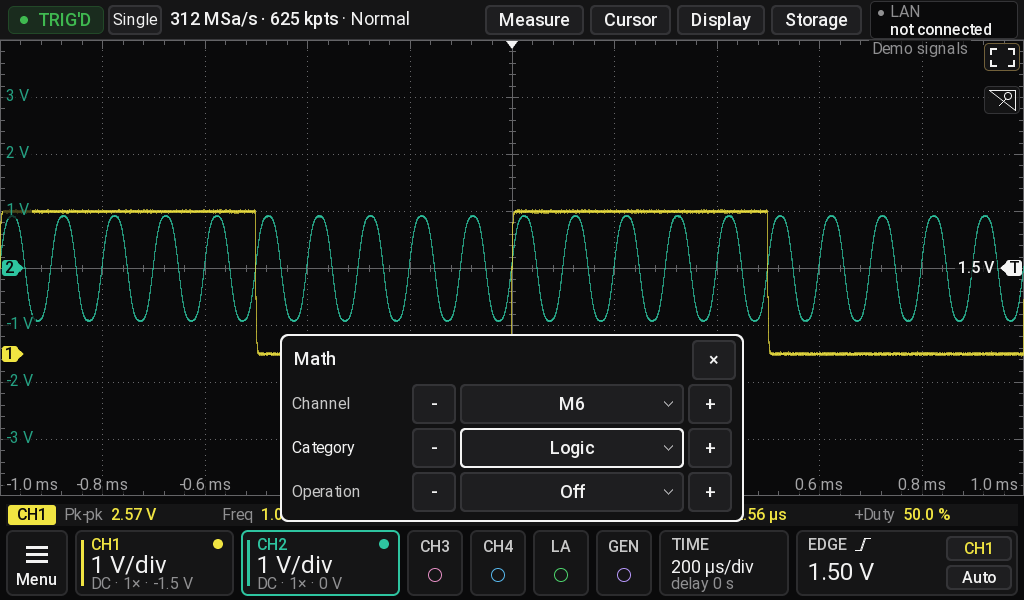 TRIG'D Single 312 MSa/s · 625 kpts · Normal Measure Cursor Display Storage LAN
not connected
Demo signals
3 V
2 V
1 V
2 1.5 V T
-1 V
1
-2 V
-3 V
Math ×
Channel - M6 +
Category - Logic +
Operation - Off +
-1.0 ms -0.8 ms -0.6 ms 0.6 ms 0.8 ms 1.0 ms
CH1 Pk-pk 2.57 V Freq 1.0 .56 µs +Duty 50.0 %
Menu
CH1
1 V/div
DC · 1× · -1.5 V
CH2
1 V/div
DC · 1× · 0 V
CH3 CH4 LA GEN
TIME
200 µs/div
delay 0 s
EDGE CH1
1.50 V Auto